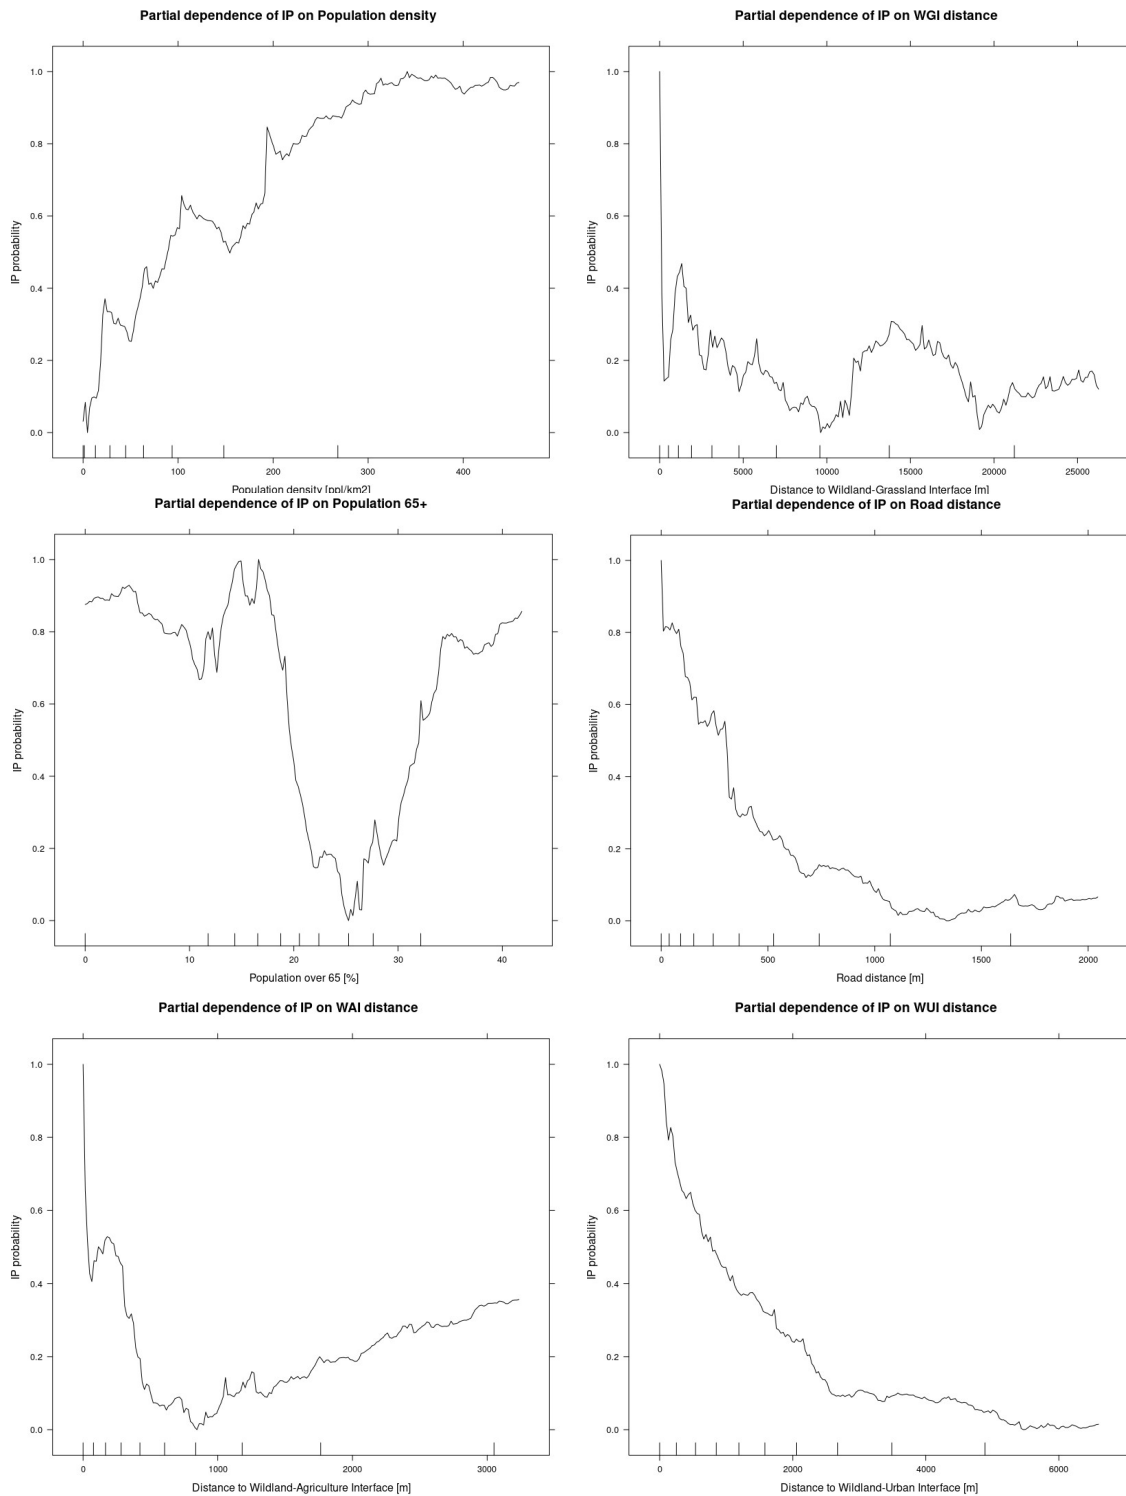 Partial dependence of IP on Population density
IP probability
0.0
0.2
0.4
0.6
0.8
1.0
0 100 200 300 400
Population density [ppl/km2]
Partial dependence of IP on WGI distance
IP probability
0.0
0.2
0.4
0.6
0.8
1.0
0 5000 10000 15000 20000 25000
Distance to Wildland-Grassland Interface [m]
Partial dependence of IP on Population 65+
IP probability
0.0
0.2
0.4
0.6
0.8
1.0
0 10 20 30 40
Population over 65 [%]
Partial dependence of IP on Road distance
IP probability
0.0
0.2
0.4
0.6
0.8
1.0
0 500 1000 1500 2000
Road distance [m]
Partial dependence of IP on WAI distance
IP probability
0.0
0.2
0.4
0.6
0.8
1.0
0 1000 2000 3000
Distance to Wildland-Agriculture Interface [m]
Partial dependence of IP on WUI distance
IP probability
0.0
0.2
0.4
0.6
0.8
1.0
0 2000 4000 6000
Distance to Wildland-Urban Interface [m]